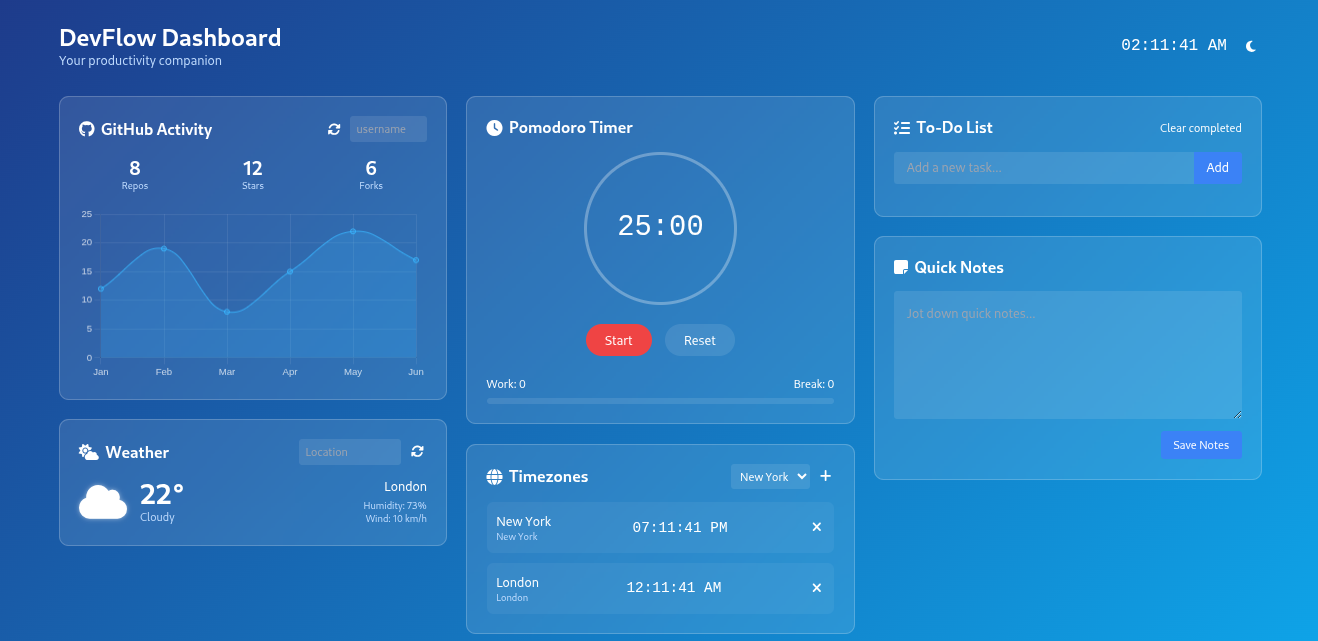 DevFlow Dashboard
Your productivity companion
02:11:41 AM
GitHub Activity
username
8
Repos
12
Stars
6
Forks
25
20
15
10
5
0
Jan Feb Mar Apr May Jun
Weather
Location
22°
Cloudy
London
Humidity: 73%
Wind: 10 km/h
Pomodoro Timer
25:00
Start
Reset
Work: 0
Break: 0
Timezones
New York
+
New York
New York
07:11:41 PM
×
London
London
12:11:41 AM
×
To-Do List
Clear completed
Add a new task...
Add
Quick Notes
Jot down quick notes...
Save Notes